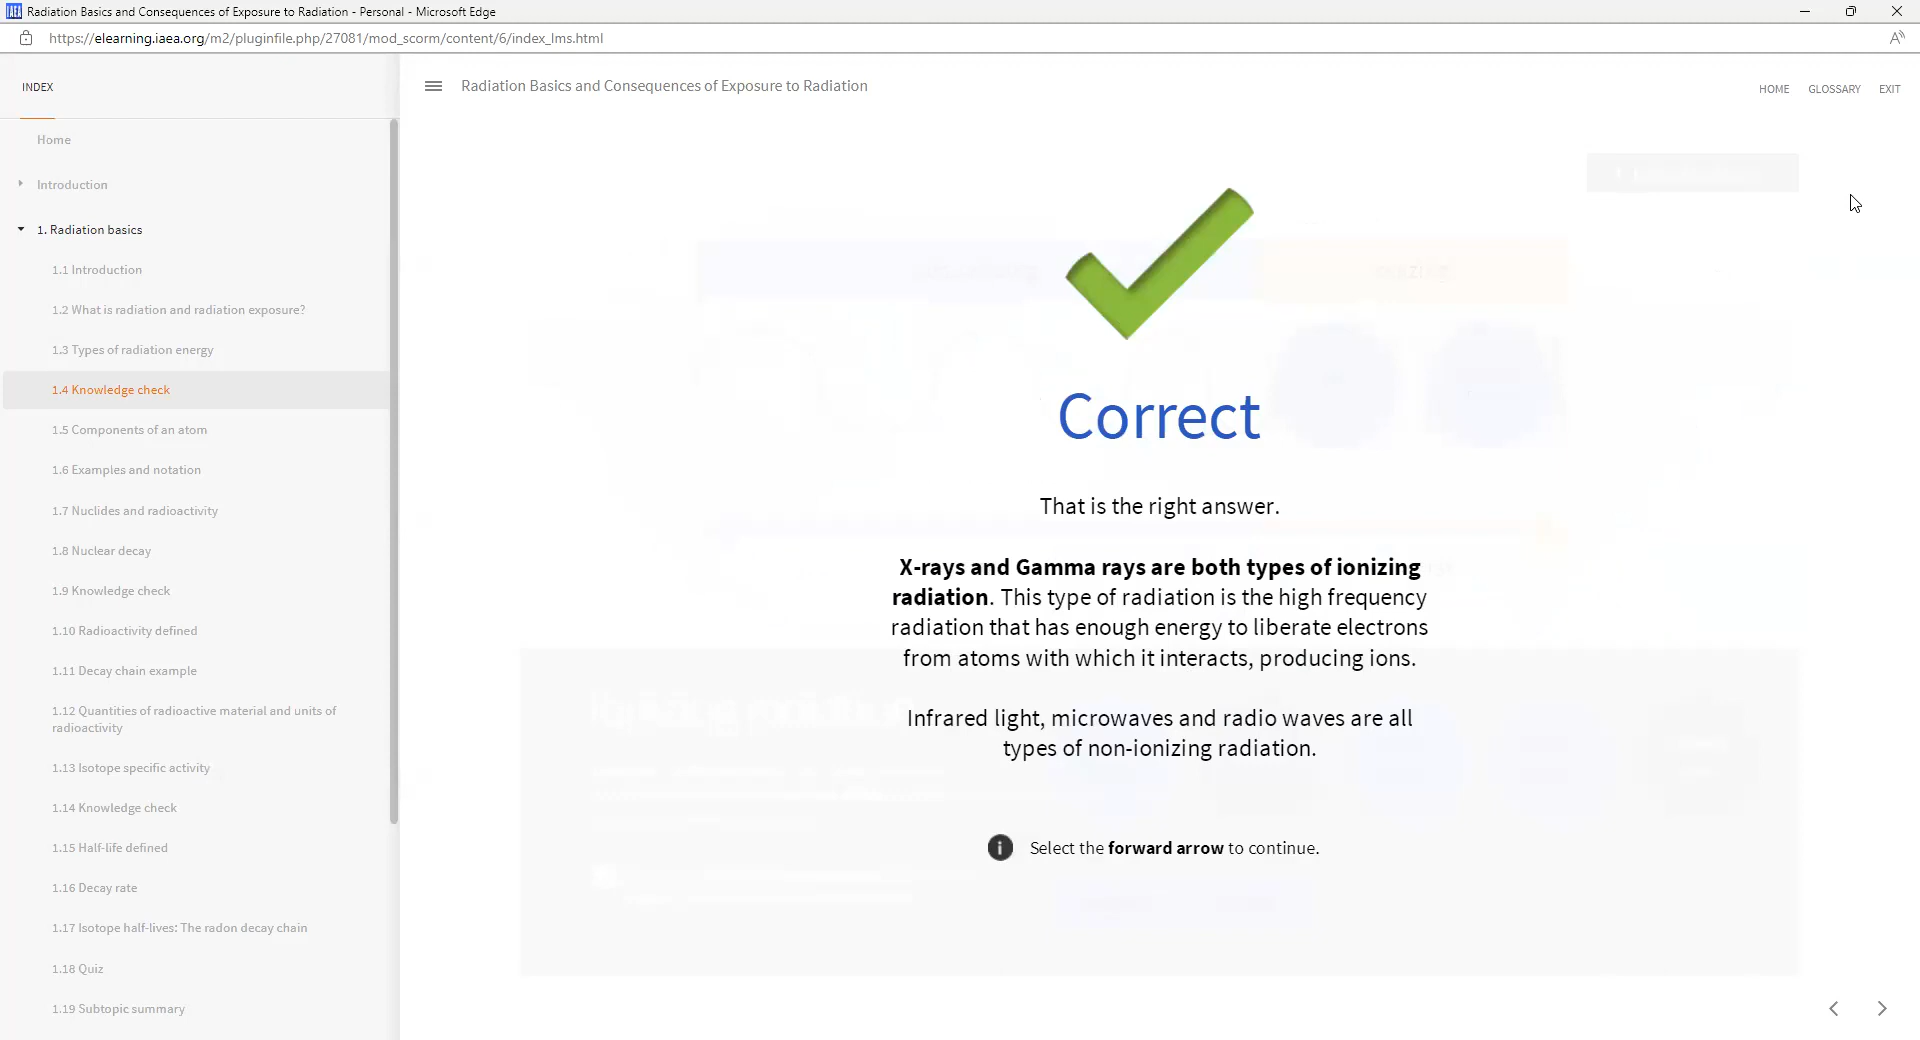 IAEA Radiation Basics and Consequences of Exposure to Radiation - Personal - Microsoft Edge
https://elearning.iaea.org/m2/pluginfile.php/27081/mod_scorm/content/6/index_lms.html
INDEX
Home
Introduction
1. Radiation basics
1.1 Introduction
1.2 What is radiation and radiation exposure?
1.3 Types of radiation energy
1.4 Knowledge check
1.5 Components of an atom
1.6 Examples and notation
1.7 Nuclides and radioactivity
1.8 Nuclear decay
1.9 Knowledge check
1.10 Radioactivity defined
1.11 Decay chain example
1.12 Quantities of radioactive material and units of
radioactivity
1.13 Isotope specific activity
1.14 Knowledge check
1.15 Half-life defined
1.16 Decay rate
1.17 Isotope half-lives: The radon decay chain
1.18 Quiz
1.19 Subtopic summary
Radiation Basics and Consequences of Exposure to Radiation
HOME GLOSSARY EXIT
Correct
That is the right answer.
X-rays and Gamma rays are both types of ionizing
radiation. This type of radiation is the high frequency
radiation that has enough energy to liberate electrons
from atoms with which it interacts, producing ions.
Infrared light, microwaves and radio waves are all
types of non-ionizing radiation.
Select the forward arrow to continue.